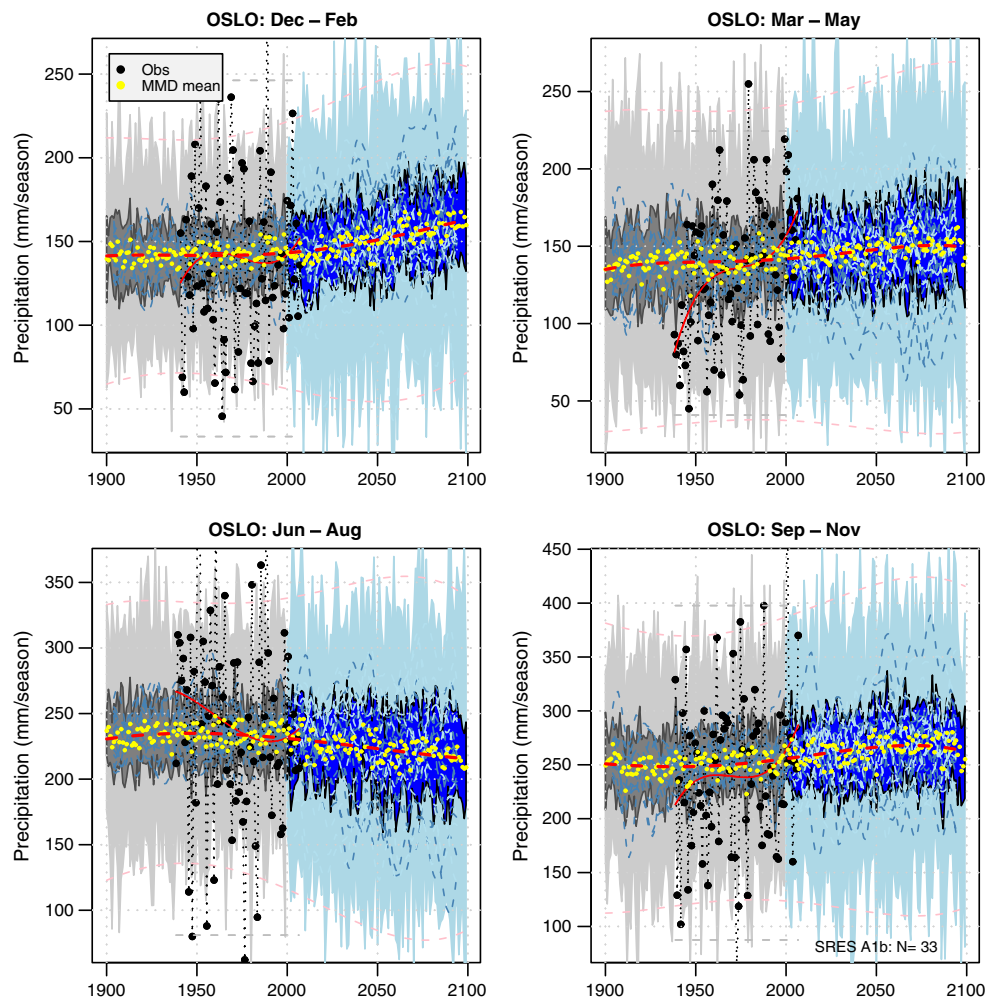 OSLO: Dec – Feb
Precipitation (mm/season)
250
200
150
100
50
Obs
MMD mean
1900 1950 2000 2050 2100
OSLO: Mar – May
Precipitation (mm/season)
250
200
150
100
50
1900 1950 2000 2050 2100
OSLO: Jun – Aug
Precipitation (mm/season)
350
300
250
200
150
100
1900 1950 2000 2050 2100
OSLO: Sep – Nov
Precipitation (mm/season)
450
400
350
300
250
200
150
100
SRES A1b: N= 33
1900 1950 2000 2050 2100